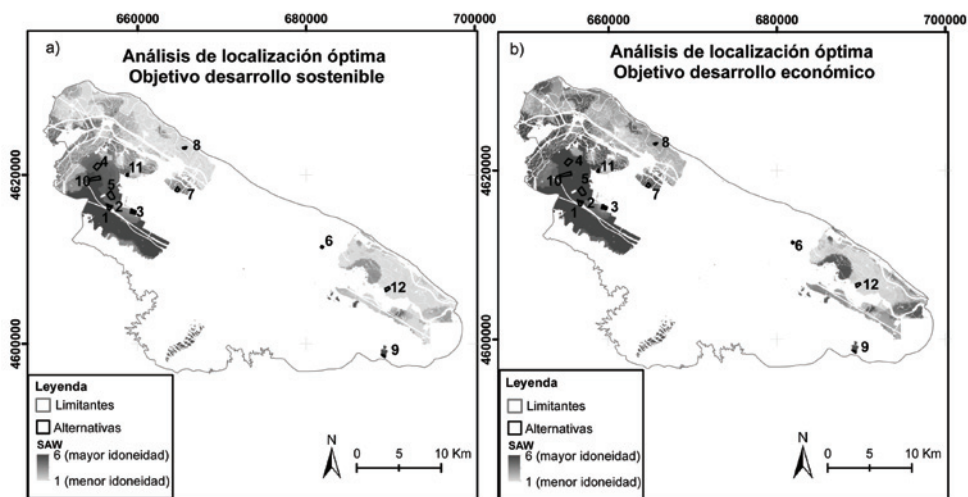 660000 680000 700000
a) Análisis de localización óptima
Objetivo desarrollo sostenible
4620000
4600000
8
4
11
10
5
7
1
2
3
6
12
9
Leyenda
Limitantes
Alternativas
SAW
6 (mayor idoneidad)
1 (menor idoneidad)
N
0 5 10 Km
660000 680000 700000
b) Análisis de localización óptima
Objetivo desarrollo económico
4620000
4600000
8
4
11
10
5
7
1
2
3
6
12
9
Leyenda
Limitantes
Alternativas
SAW
6 (mayor idoneidad)
1 (menor idoneidad)
N
0 5 10 Km